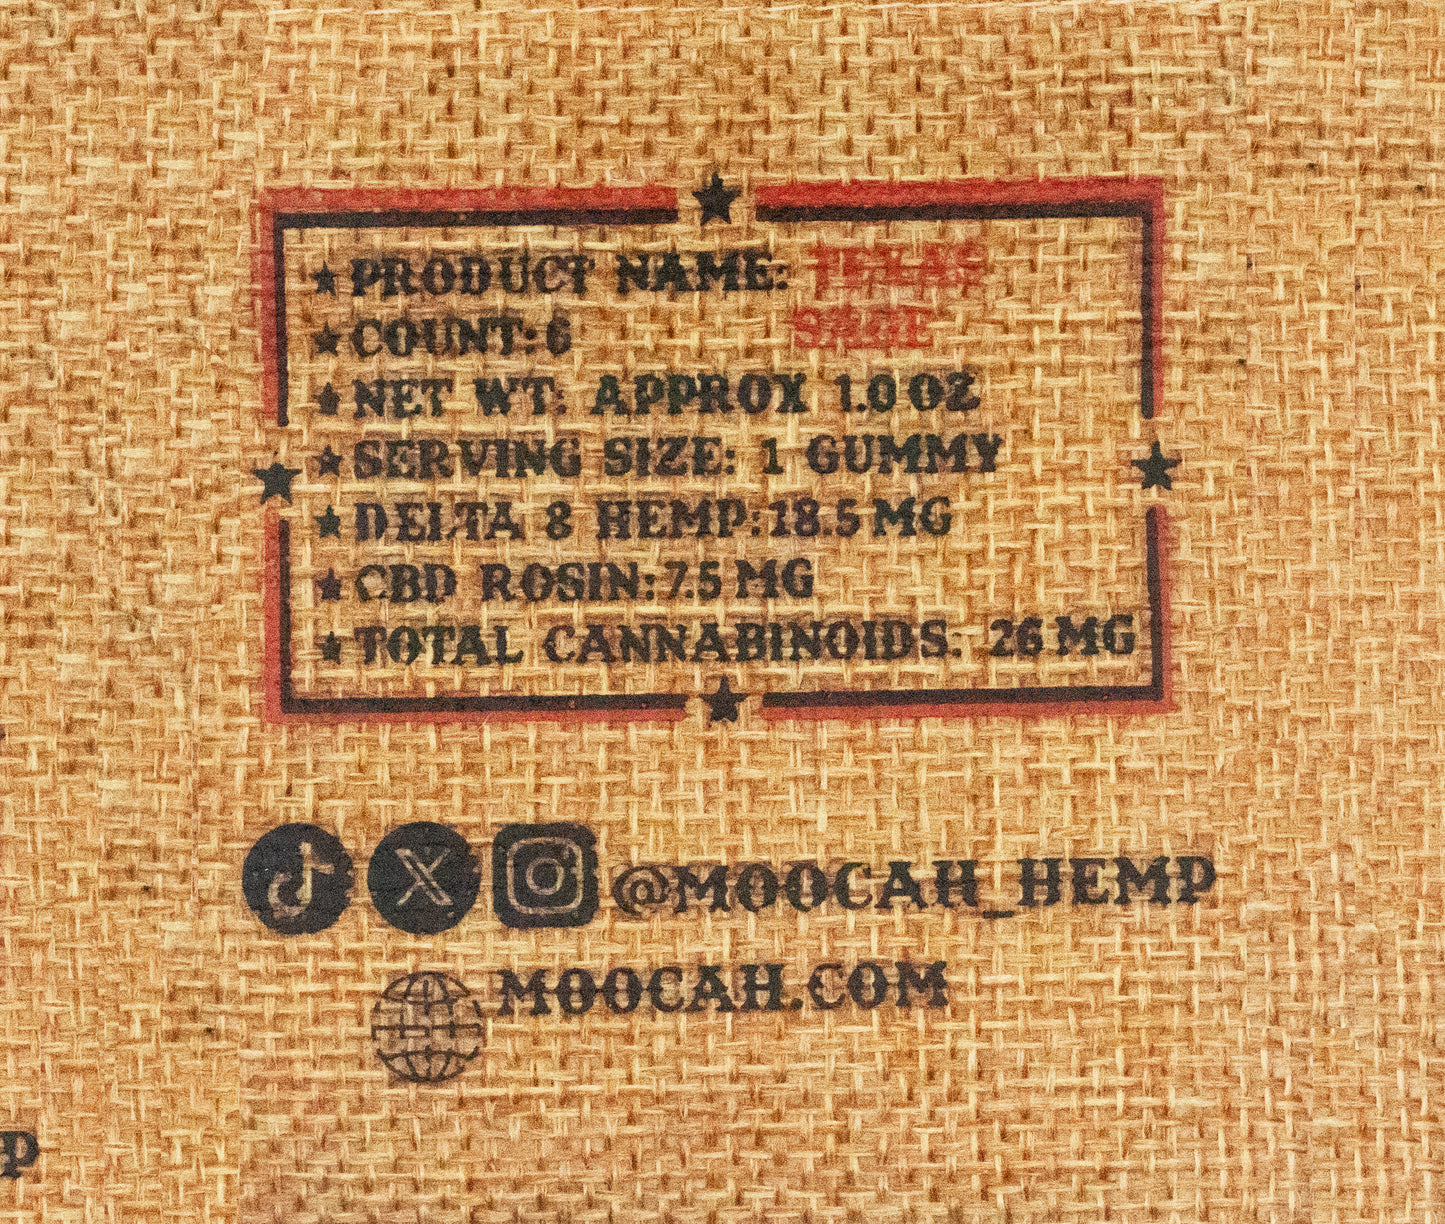 PRODUCT NAME: TEXAS
SAGE
COUNT: 6
NET WT: APPROX 1.0 OZ
SERVING SIZE: 1 GUMMY
DELTA 8 HEMP: 18.5 MG
CBD ROSIN: 7.5 MG
TOTAL CANNABINOIDS: 26 MG
@MOOCAH_HEMP
MOOCAH.COM
P